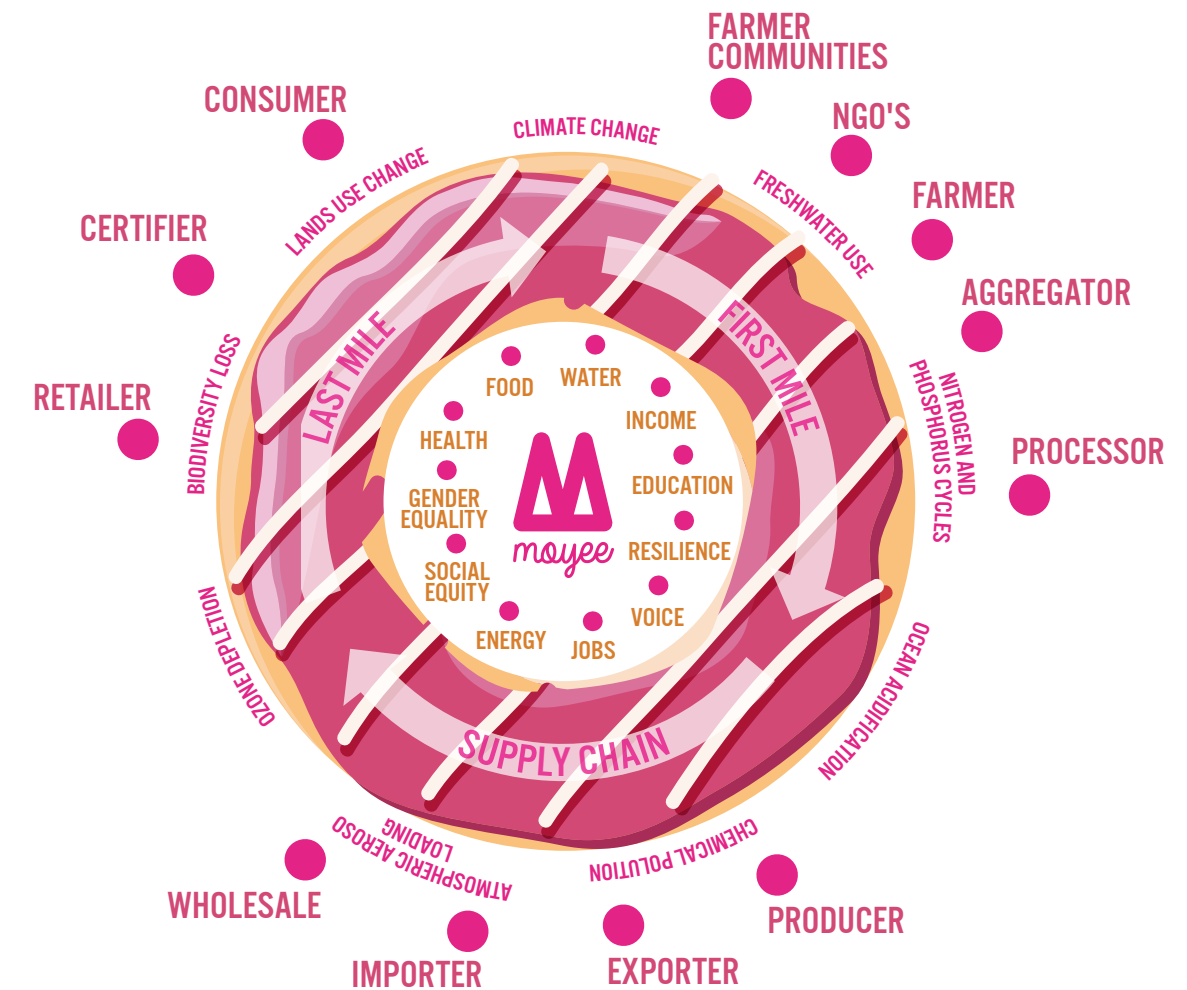 FARMER
COMMUNITIES
NGO'S
FARMER
AGGREGATOR
PROCESSOR
PRODUCER
EXPORTER
IMPORTER
WHOLESALE
RETAILER
CERTIFIER
CONSUMER
CLIMATE CHANGE
FRESHWATER USE
NITROGEN AND
PHOSPHORUS CYCLES
OCEAN ACIDIFICATION
CHEMICAL POLUTION
ATMOSPHERIC AEROSO
LOADING
OZONE DEPLETION
BIODIVERSITY LOSS
LANDS USE CHANGE
FIRST MILE
SUPPLY CHAIN
LAST MILE
WATER
INCOME
EDUCATION
RESILIENCE
VOICE
JOBS
ENERGY
SOCIAL
EQUITY
GENDER
EQUALITY
HEALTH
FOOD
moyee